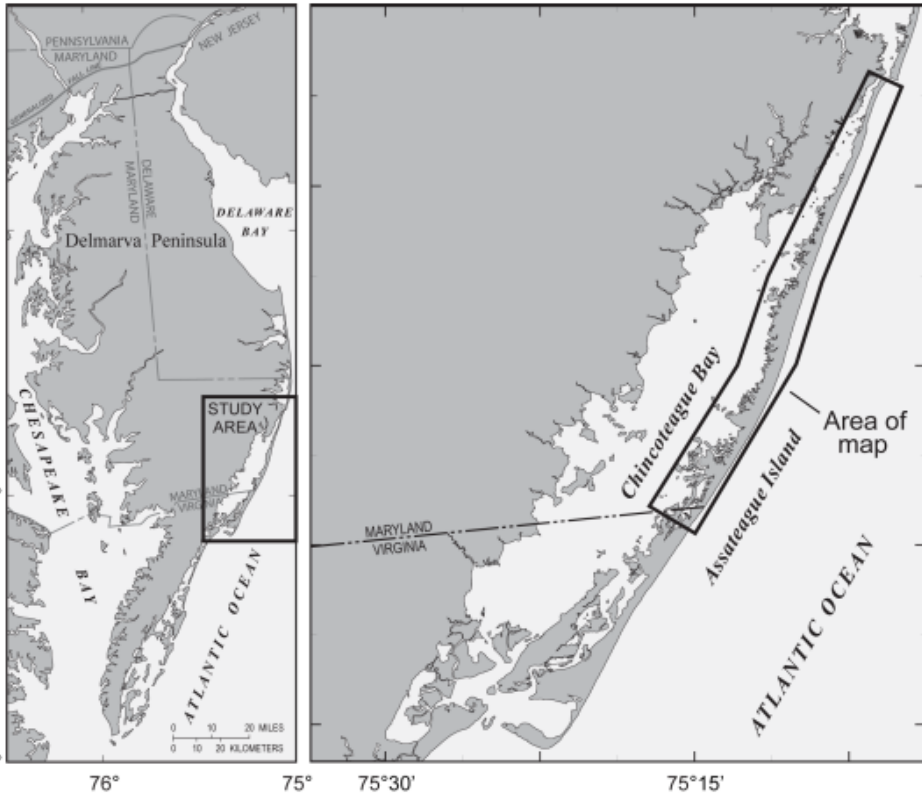 PENNSYLVANIA
MARYLAND
NEW JERSEY
FALL LINE
DELAWARE
MARYLAND
DELAWARE
BAY
Delmarva Peninsula
CHESAPEAKE
BAY
STUDY
AREA
MARYLAND
VIRGINIA
ATLANTIC OCEAN
0 10 20 MILES
0 10 20 KILOMETERS
76°
75°
Chincoteague Bay
Area of
map
Assateague Island
MARYLAND
VIRGINIA
ATLANTIC OCEAN
75°30'
75°15'